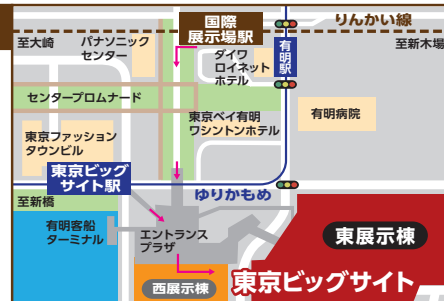 国際
展示場駅
りんかい線
至大崎
パナソニック
センター
有明駅
至新木場
ダイワ
ロイネット
ホテル
センタープロムナード
東京ベイ有明
ワシントンホテル
有明病院
東京ファッション
タウンビル
東京ビッグ
サイト駅
ゆりかもめ
至新橋
有明客船
ターミナル
エントランス
プラザ
東展示棟
西展示棟
東京ビッグサイト